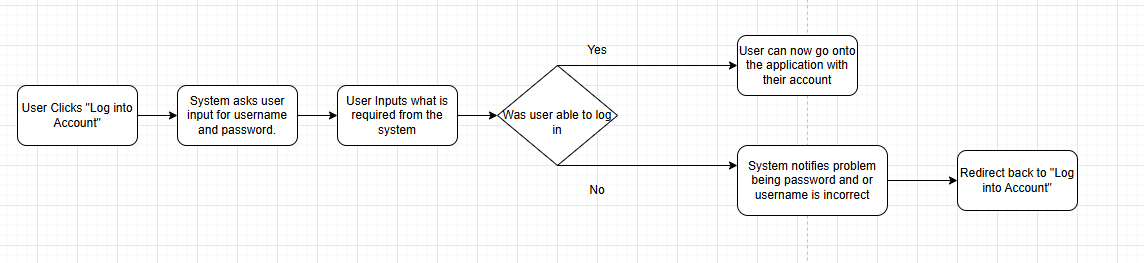 User Clicks "Log into
Account"
System asks user
input for username
and password.
User Inputs what is
required from the
system
Was user able to log
in
Yes
User can now go onto
the application with
their account
No
System notifies problem
being password and or
username is incorrect
Redirect back to "Log
into Account"